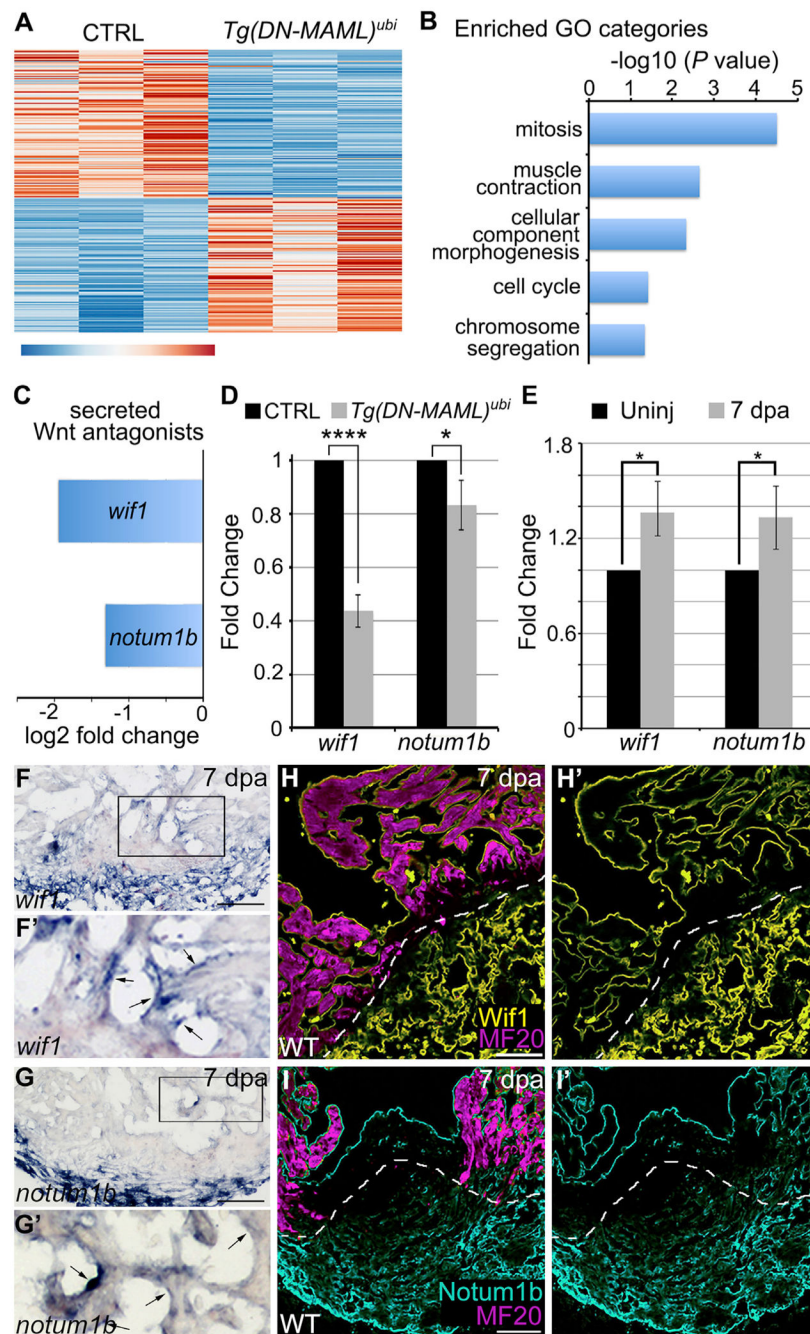 A
CTRL
Tg(DN-MAML)ubi
B
Enriched GO categories
-log10 (P value)
0 1 2 3 4 5
mitosis
muscle
contraction
cellular
component
morphogenesis
cell cycle
chromosome
segregation
C
secreted
Wnt antagonists
wif1
notum1b
-2 -1 0
log2 fold change
D
CTRL
Tg(DN-MAML)ubi
****
*
1
0.8
0.6
0.4
0.2
0
Fold Change
wif1
notum1b
E
Uninj
7 dpa
*
*
1.8
1.2
0.6
0
Fold Change
wif1
notum1b
F
7 dpa
wif1
F'
wif1
G
7 dpa
notum1b
G'
notum1b
H
7 dpa
Wif1
MF20
WT
H'
I
7 dpa
Notum1b
MF20
WT
I'